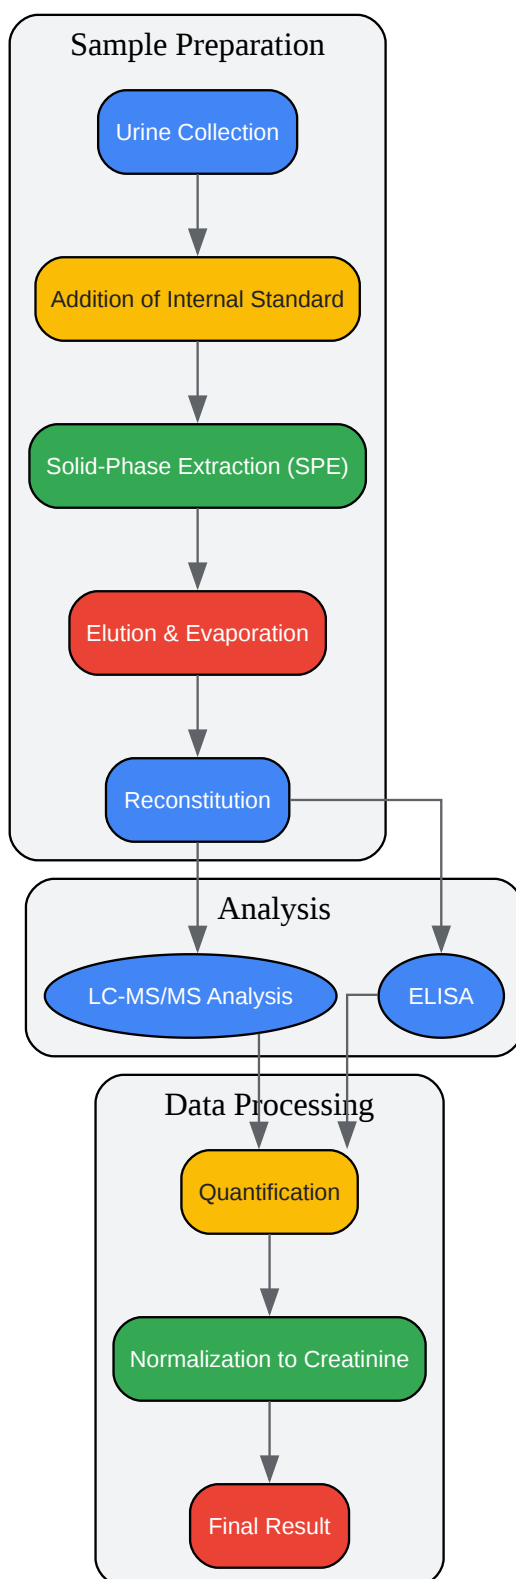 Sample Preparation
Urine Collection
Addition of Internal Standard
Solid-Phase Extraction (SPE)
Elution & Evaporation
Reconstitution
Analysis
LC-MS/MS Analysis
ELISA
Data Processing
Quantification
Normalization to Creatinine
Final Result